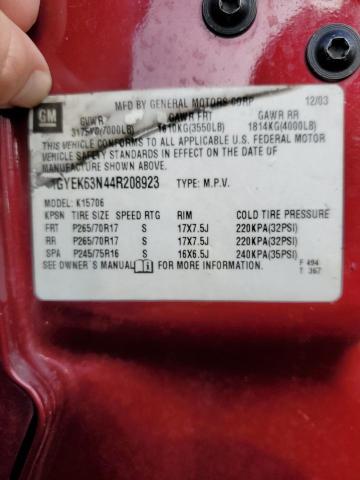 GM
MFD BY GENERAL MOTORS CORP 12/03
GVWR GAWR FRT GAWR RR
3175KG(7000LB) 1610KG(3550LB) 1814KG(4000LB)
THIS VEHICLE CONFORMS TO ALL APPLICABLE U.S. FEDERAL MOTOR
VEHICLE SAFETY STANDARDS IN EFFECT ON THE DATE OF
MANUFACTURE SHOWN ABOVE.
1GYEK63N44R208923 TYPE: M.P.V.
MODEL: K15706
KPSN TIRE SIZE SPEED RTG RIM COLD TIRE PRESSURE
FRT P265/70R17 S 17X7.5J 220KPA(32PSI)
RR P265/70R17 S 17X7.5J 220KPA(32PSI)
SPA P245/75R16 S 16X6.5J 240KPA(35PSI)
SEE OWNER'S MANUAL FOR MORE INFORMATION.
F 494
T 367